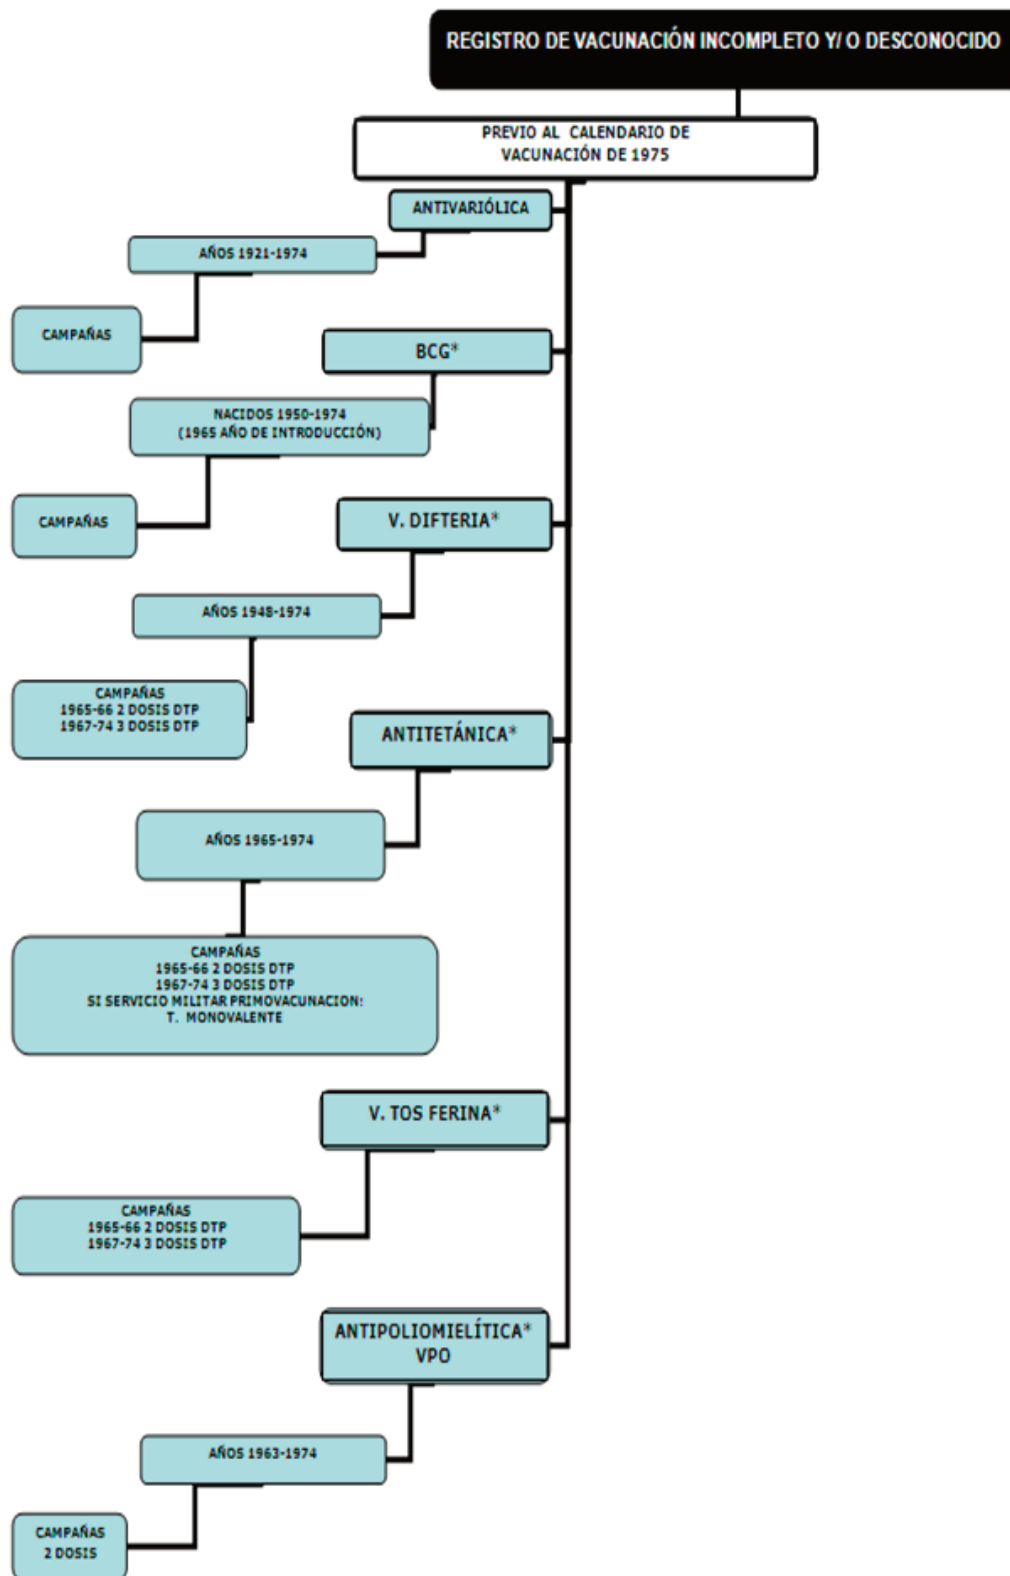 REGISTRO DE VACUNACIÓN INCOMPLETO Y/ O DESCONOCIDO
PREVIO AL CALENDARIO DE
VACUNACIÓN DE 1975
ANTIVARIÓLICA
AÑOS 1921-1974
CAMPAÑAS
BCG*
NACIDOS 1950-1974
(1965 AÑO DE INTRODUCCIÓN)
CAMPAÑAS
V. DIFTERIA*
AÑOS 1948-1974
CAMPAÑAS
1965-66 2 DOSIS DTP
1967-74 3 DOSIS DTP
ANTITETÁNICA*
AÑOS 1965-1974
CAMPAÑAS
1965-66 2 DOSIS DTP
1967-74 3 DOSIS DTP
SI SERVICIO MILITAR PRIMOVACUNACION:
T. MONOVALENTE
V. TOS FERINA*
CAMPAÑAS
1965-66 2 DOSIS DTP
1967-74 3 DOSIS DTP
ANTIPOLIOMIELÍTICA*
VPO
AÑOS 1963-1974
CAMPAÑAS
2 DOSIS